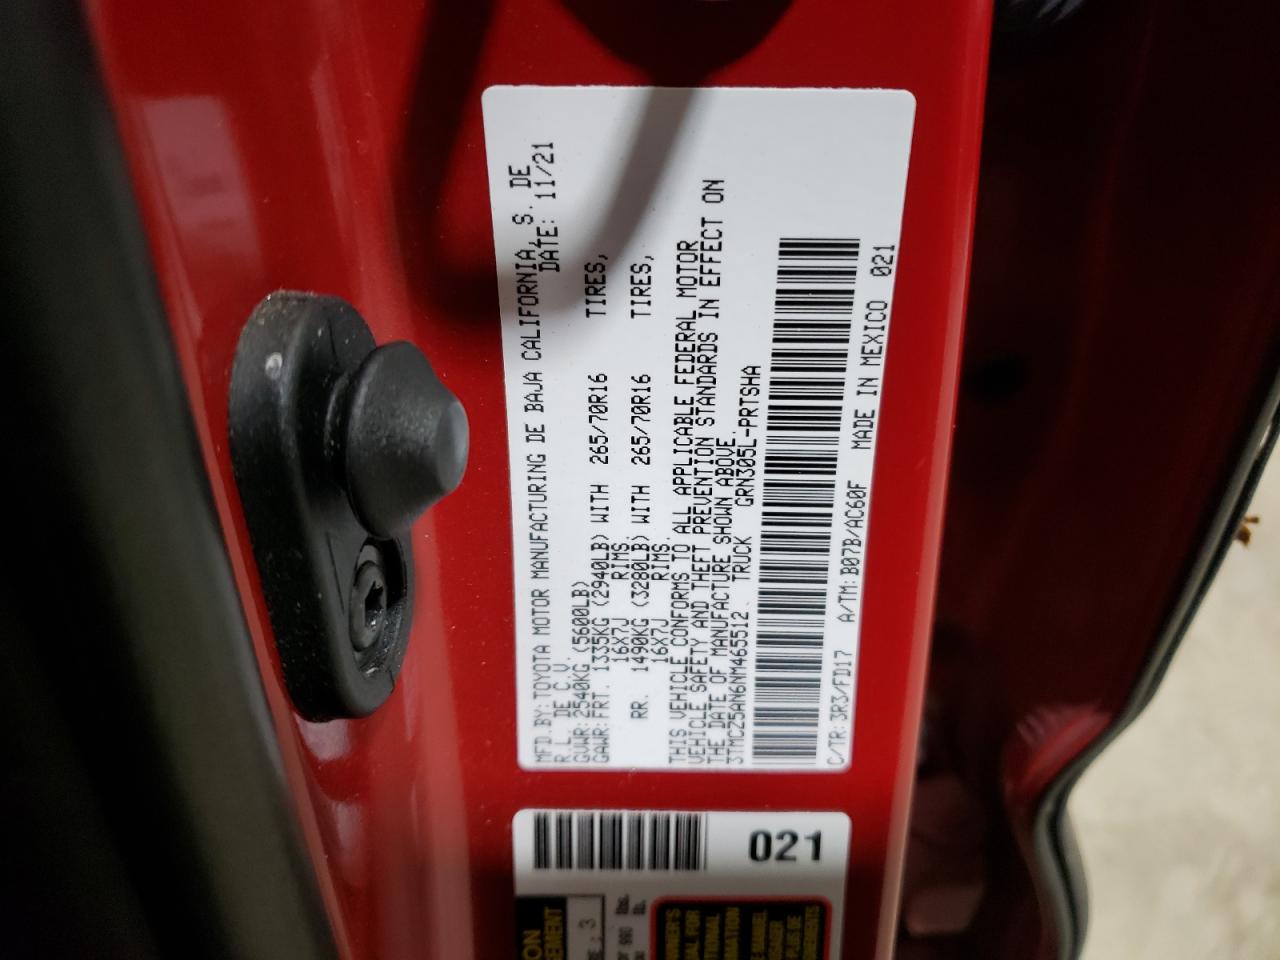 MFD.BY: TOYOTA MOTOR MANUFACTURING DE BAJA CALIFORNIA, S. DE
R.L. DE C.V. DATE: 11/21
GVWR: 2540KG (5600LB)
GAWR: FRT. 1335KG (2940LB) WITH 265/70R16 TIRES,
16X7J RIMS.
RR. 1490KG (3280LB) WITH 265/70R16 TIRES,
16X7J RIMS.
THIS VEHICLE CONFORMS TO ALL APPLICABLE FEDERAL MOTOR
VEHICLE SAFETY AND THEFT PREVENTION STANDARDS IN EFFECT ON
THE DATE OF MANUFACTURE SHOWN ABOVE.
3TMCZ5AN6NM465512 TRUCK GRN305L-PRTSHA
C/TR: 3R3/FD17 A/TM: B07B/AC60F MADE IN MEXICO 021
021
3